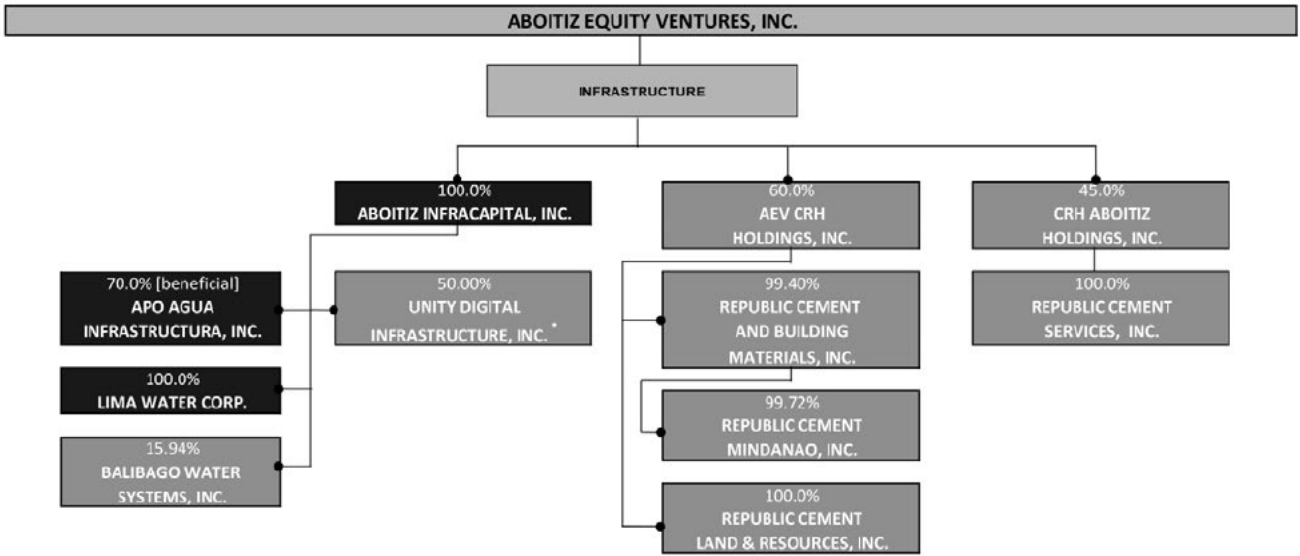 ABOITIZ EQUITY VENTURES, INC.
INFRASTRUCTURE
100.0%
ABOITIZ INFRACAPITAL, INC.
60.0%
AEV CRH
HOLDINGS, INC.
45.0%
CRH ABOITIZ
HOLDINGS, INC.
70.0% [beneficial]
APO AGUA
INFRASTRUCTURA, INC.
50.00%
UNITY DIGITAL
INFRASTRUCTURE, INC. *
99.40%
REPUBLIC CEMENT
AND BUILDING
MATERIALS, INC.
100.0%
REPUBLIC CEMENT
SERVICES, INC.
100.0%
LIMA WATER CORP.
99.72%
REPUBLIC CEMENT
MINDANAO, INC.
15.94%
BALIBAGO WATER
SYSTEMS, INC.
100.0%
REPUBLIC CEMENT
LAND & RESOURCES, INC.